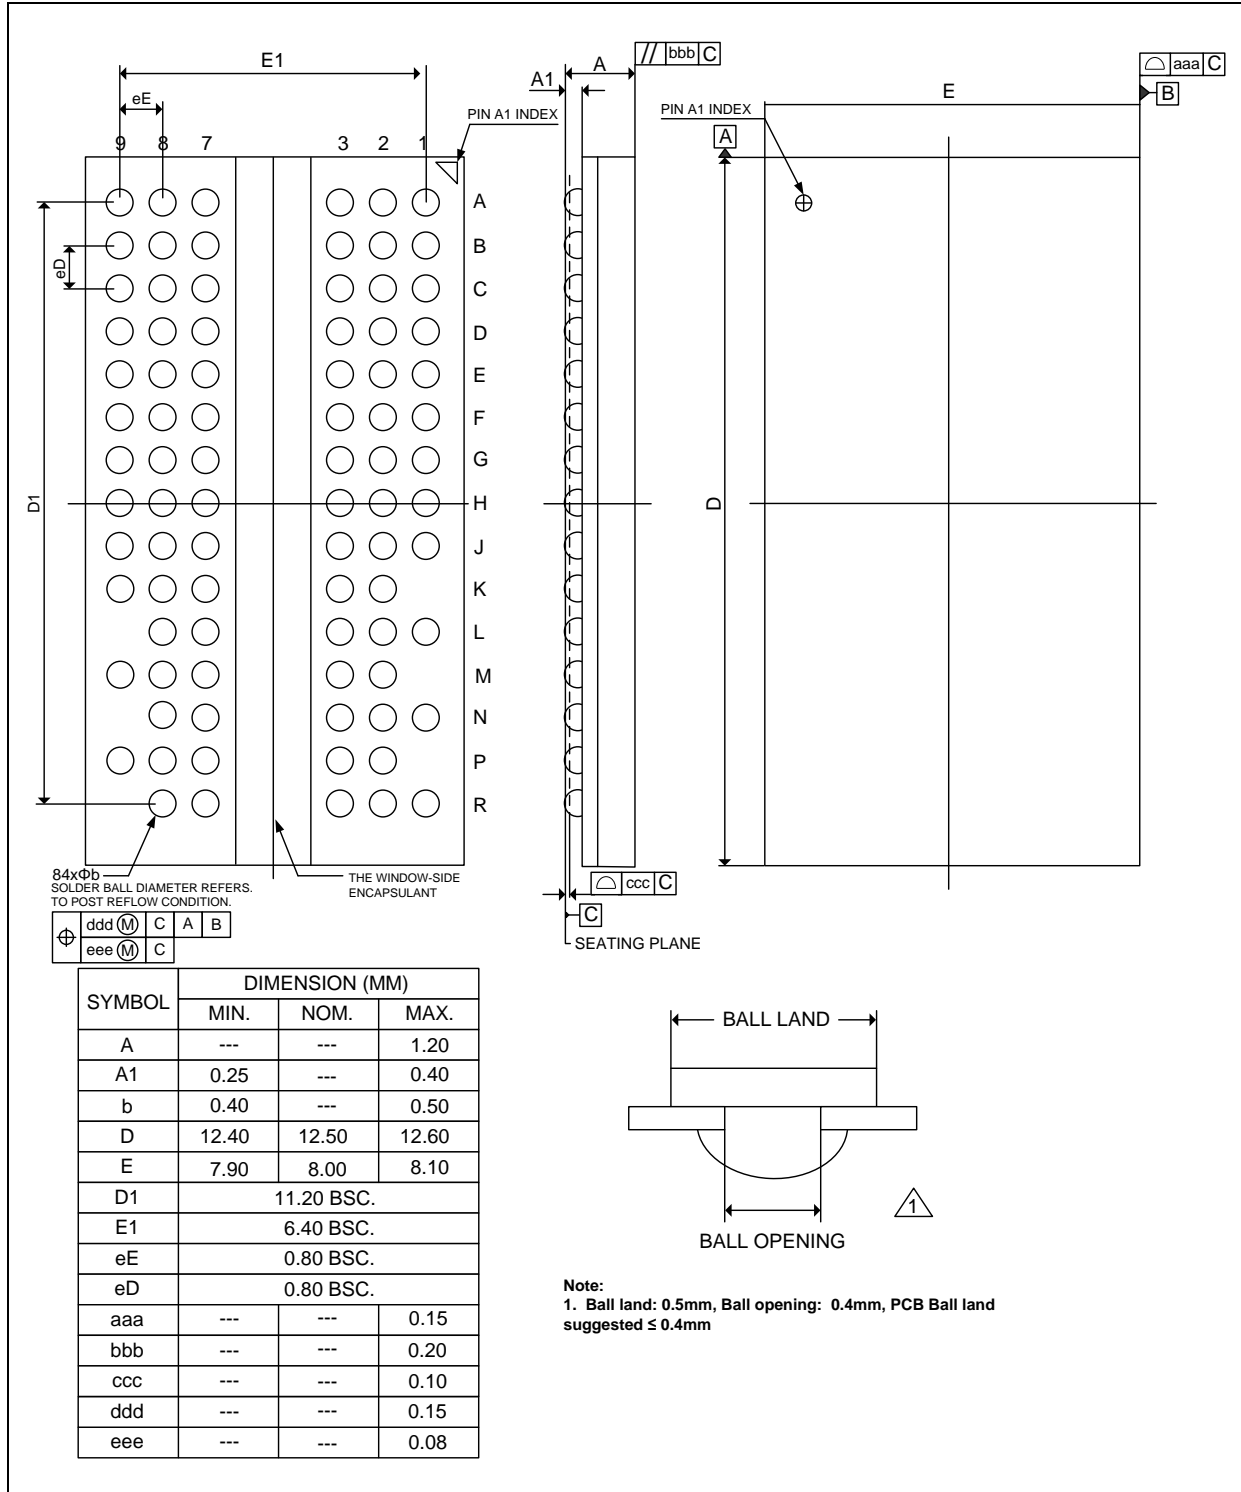 E1
eE
9 8 7 3 2 1
PIN A1 INDEX
A
B
C
D
E
F
G
H
J
K
L
M
N
P
R
eD
D1
84xΦb
SOLDER BALL DIAMETER REFERS.
TO POST REFLOW CONDITION.
THE WINDOW-SIDE
ENCAPSULANT
ddd Ⓜ C A B
eee Ⓜ C
// bbb C
A
A1
ccc C
C
SEATING PLANE
aaa C
B
E
PIN A1 INDEX
A
D
SYMBOL DIMENSION (MM)
MIN. NOM. MAX.
A --- --- 1.20
A1 0.25 --- 0.40
b 0.40 --- 0.50
D 12.40 12.50 12.60
E 7.90 8.00 8.10
D1 11.20 BSC.
E1 6.40 BSC.
eE 0.80 BSC.
eD 0.80 BSC.
aaa --- --- 0.15
bbb --- --- 0.20
ccc --- --- 0.10
ddd --- --- 0.15
eee --- --- 0.08
BALL LAND
1
BALL OPENING
Note:
1. Ball land: 0.5mm, Ball opening: 0.4mm, PCB Ball land
suggested ≤ 0.4mm